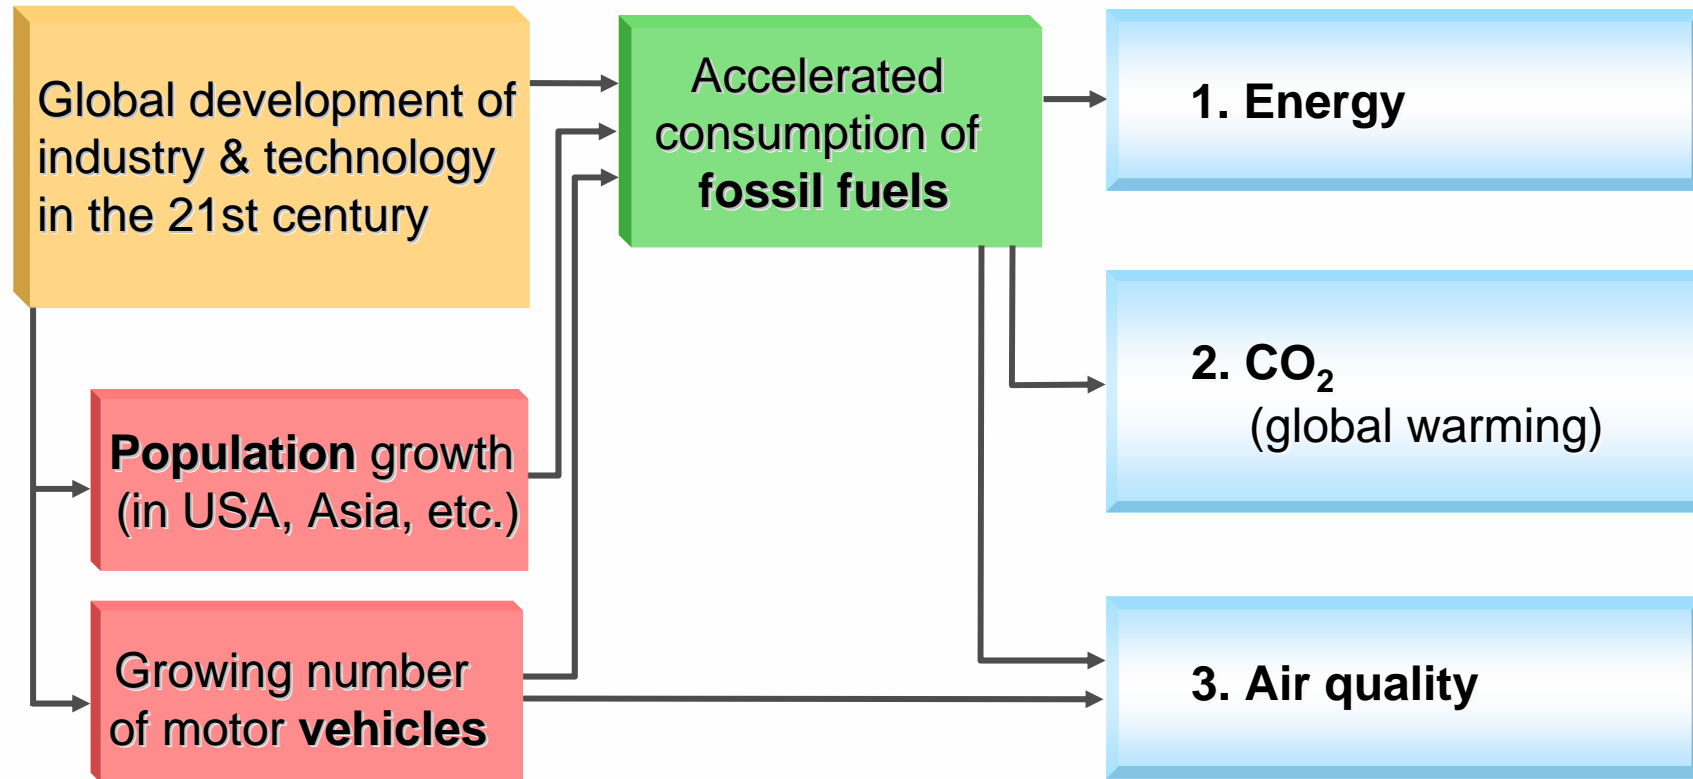 Global development of
industry & technology
in the 21st century
Accelerated
consumption of
fossil fuels
1. Energy
2. CO₂
(global warming)
Population growth
(in USA, Asia, etc.)
Growing number
of motor vehicles
3. Air quality